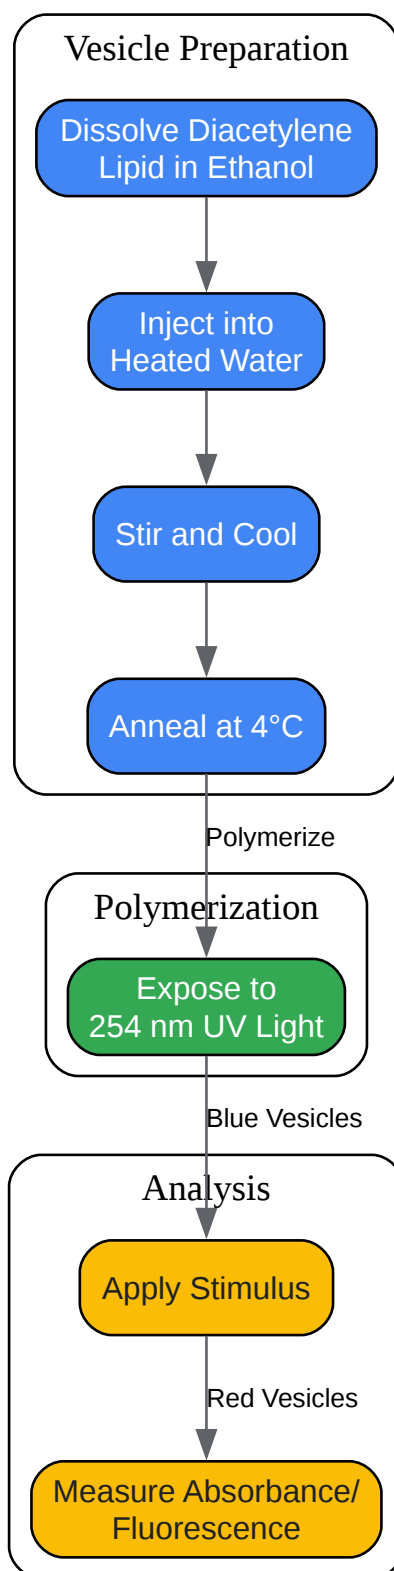 Vesicle Preparation
Dissolve Diacetylene
Lipid in Ethanol
Inject into
Heated Water
Stir and Cool
Anneal at 4°C
Polymerize
Polymerization
Expose to
254 nm UV Light
Blue Vesicles
Analysis
Apply Stimulus
Red Vesicles
Measure Absorbance/
Fluorescence